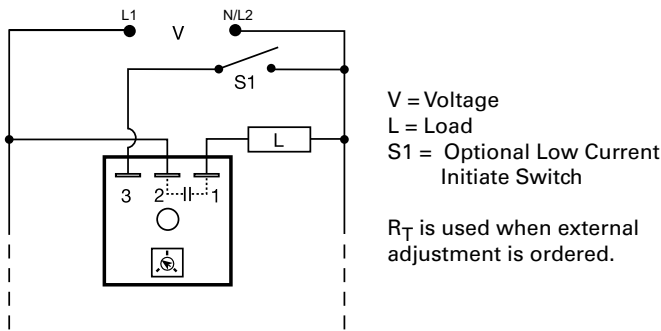 L1
N/L2
V
S1
L
3
2
1
V = Voltage
L = Load
S1 = Optional Low Current
Initiate Switch
R_T is used when external
adjustment is ordered.